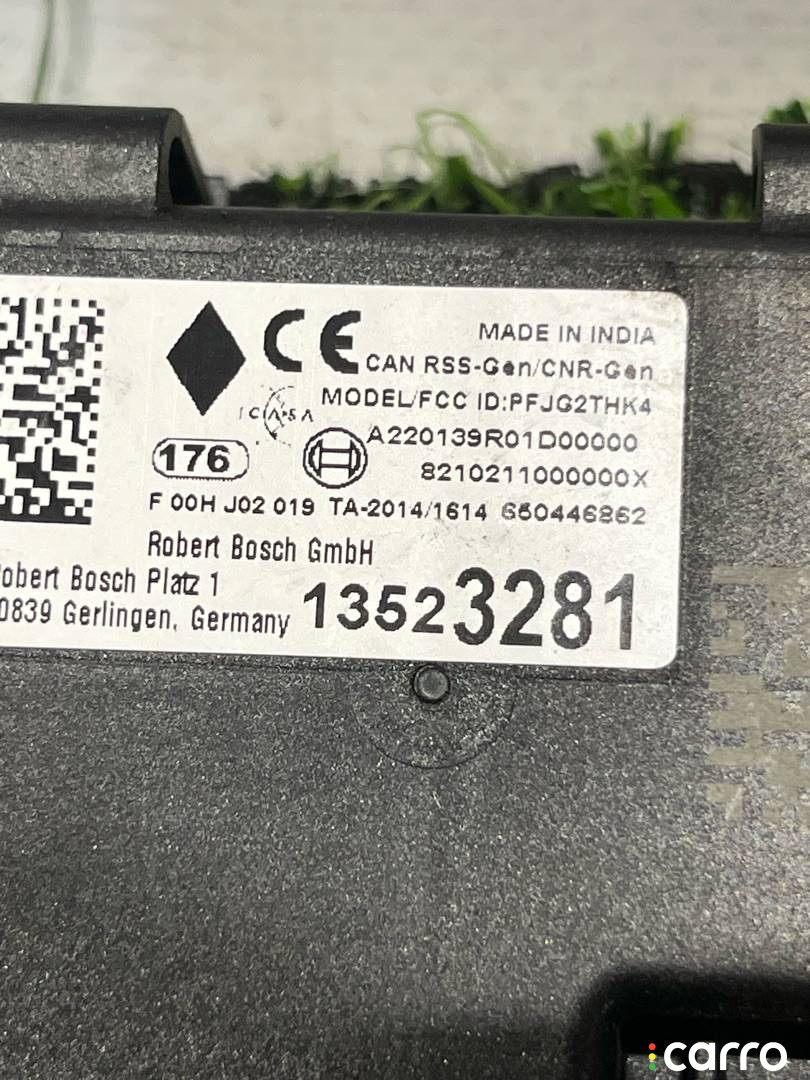 CE
MADE IN INDIA
CAN RSS-Gen/CNR-Gen
MODEL/FCC ID:PFJG2THK4
ICASA
A220139R01D00000
176
8210211000000X
F 00H J02 019 TA-2014/1614 660446862
Robert Bosch GmbH
obert Bosch Platz 1
0839 Gerlingen, Germany
13523281
carro